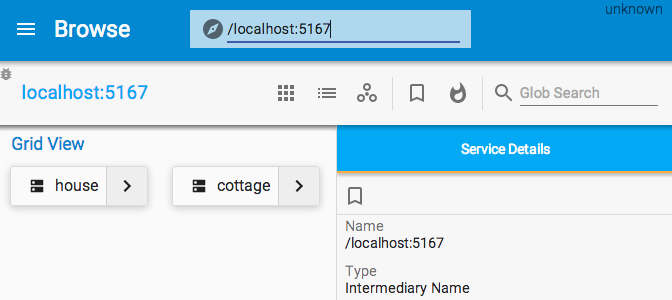 unknown
Browse
/localhost:5167
localhost:5167
Glob Search
Grid View
house
cottage
Service Details
Name
/localhost:5167
Type
Intermediary Name